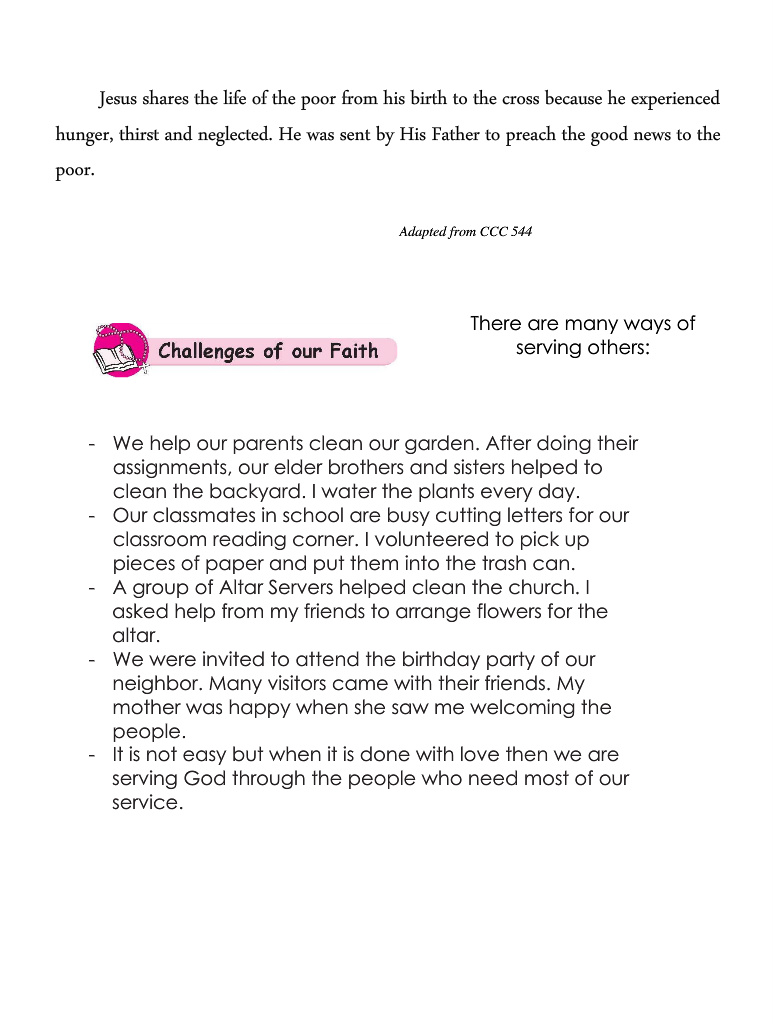 Jesus shares the life of the poor from his birth to the cross because he experienced
hunger, thirst and neglected. He was sent by His Father to preach the good news to the
poor.
Adapted from CCC 544
Challenges of our Faith
There are many ways of
serving others:
- We help our parents clean our garden. After doing their
assignments, our elder brothers and sisters helped to
clean the backyard. I water the plants every day.
- Our classmates in school are busy cutting letters for our
classroom reading corner. I volunteered to pick up
pieces of paper and put them into the trash can.
- A group of Altar Servers helped clean the church. I
asked help from my friends to arrange flowers for the
altar.
- We were invited to attend the birthday party of our
neighbor. Many visitors came with their friends. My
mother was happy when she saw me welcoming the
people.
- It is not easy but when it is done with love then we are
serving God through the people who need most of our
service.